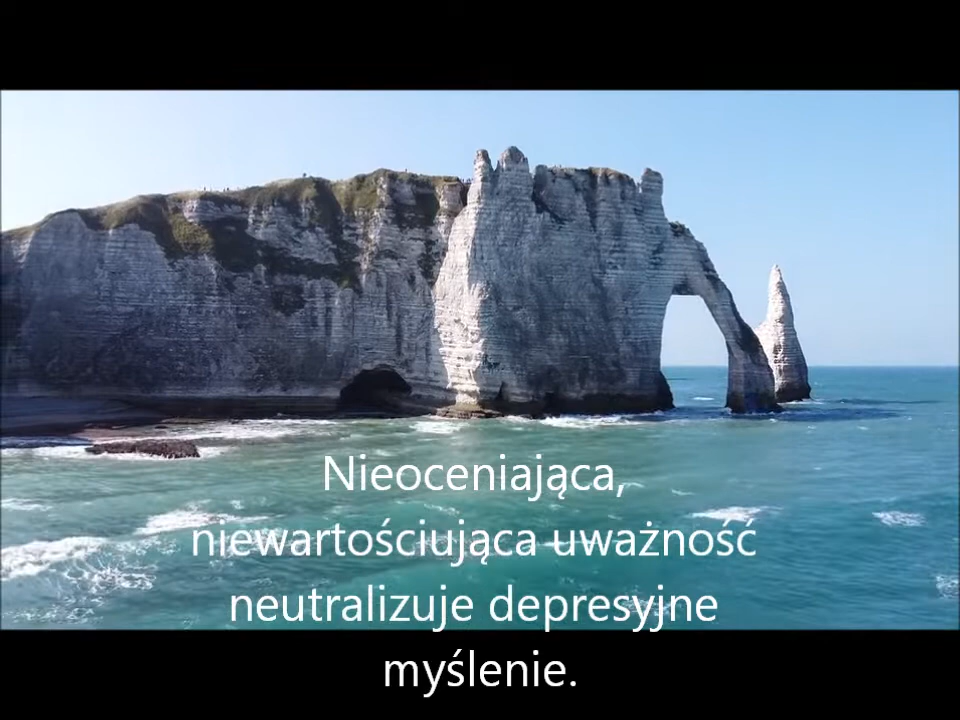 Nieoceniająca,
niewartościująca uważność
neutralizuje depresyjne
myślenie.